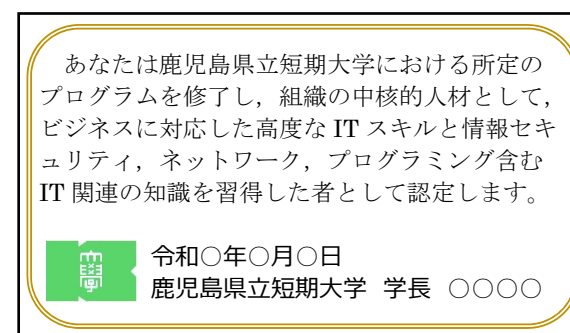 あなたは鹿児島県立短期大学における所定の
プログラムを修了し，組織の中核的人材として，
ビジネスに対応した高度な IT スキルと情報セキ
ュリティ，ネットワーク，プログラミング含む
IT 関連の知識を習得した者として認定します。
令和○年○月○日
鹿児島県立短期大学　学長　○○○○